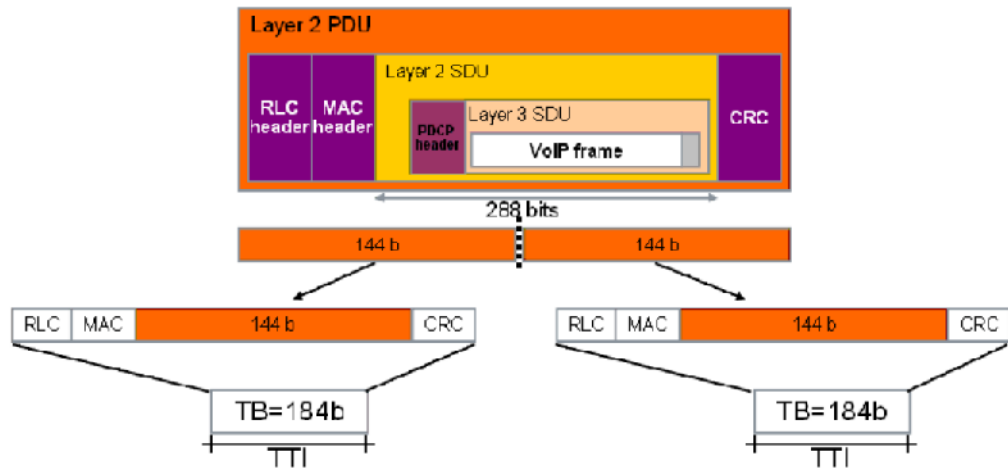 Layer 2 PDU
RLC
header
MAC
header
Layer 2 SDU
PDCP
header
Layer 3 SDU
VoIP frame
CRC
288 bits
144 b
144 b
RLC MAC 144 b CRC
RLC MAC 144 b CRC
TB=184b
TB=184b
TTI
TTI